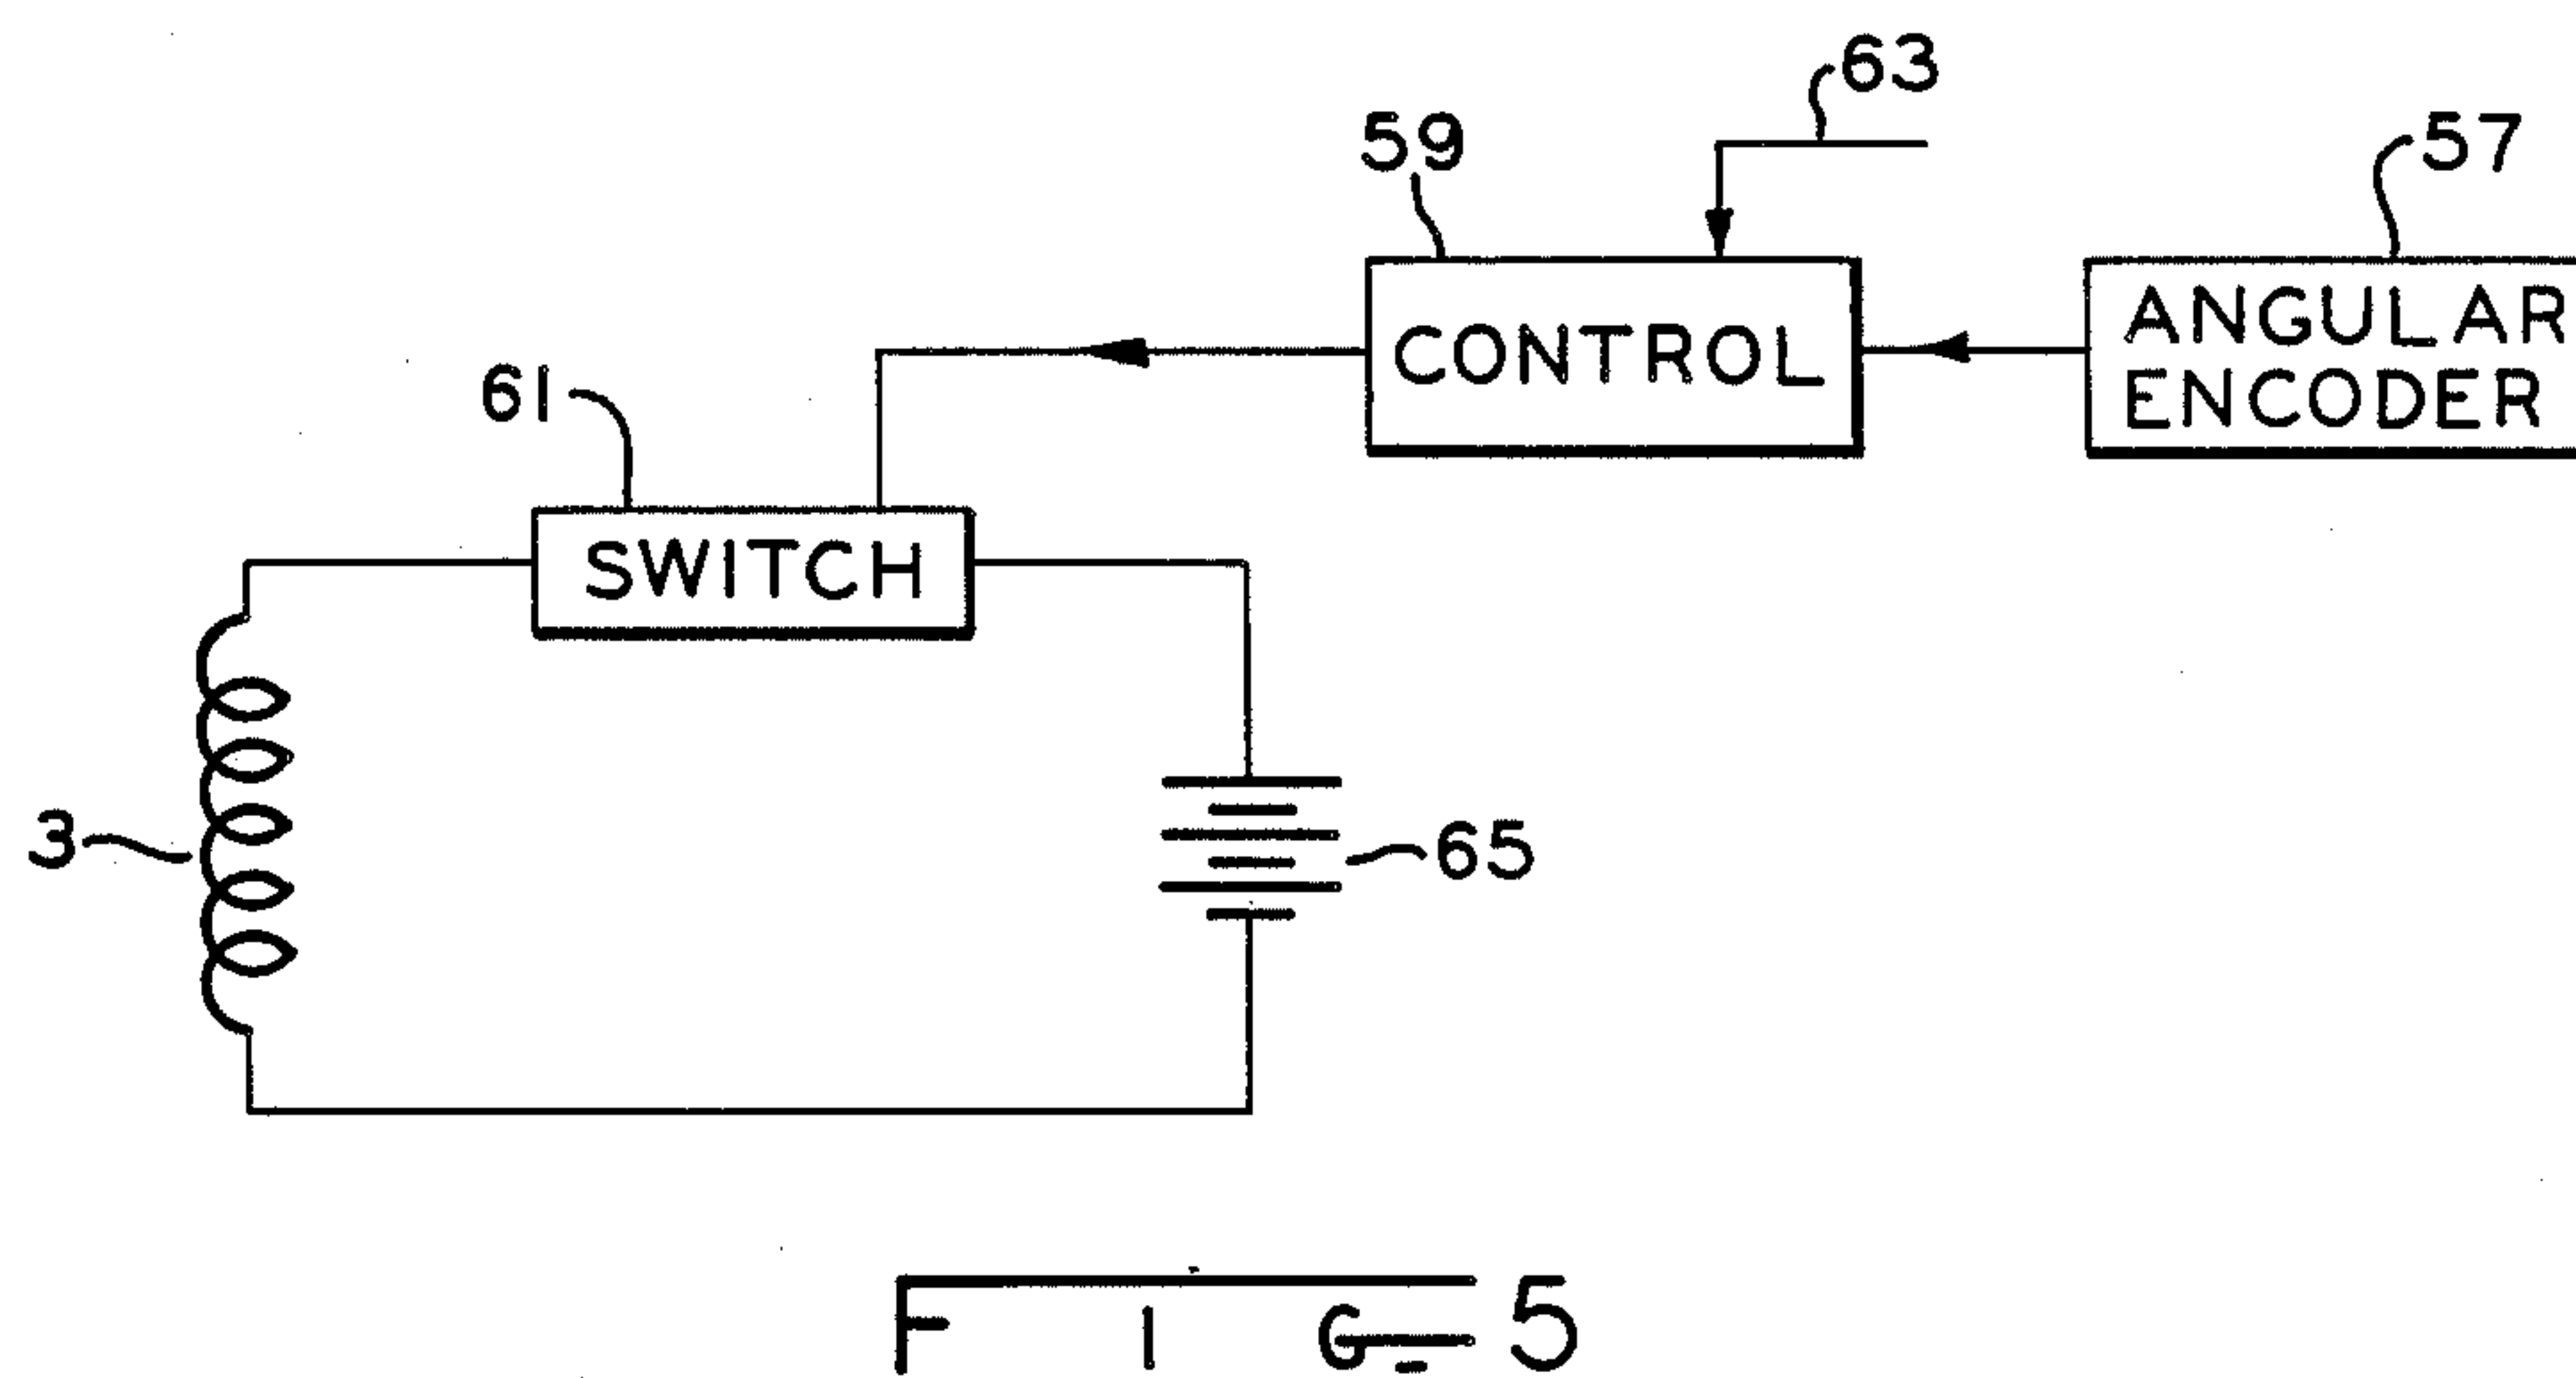 63
59
57
CONTROL
ANGULAR
ENCODER
61
SWITCH
3
65
FIG-5